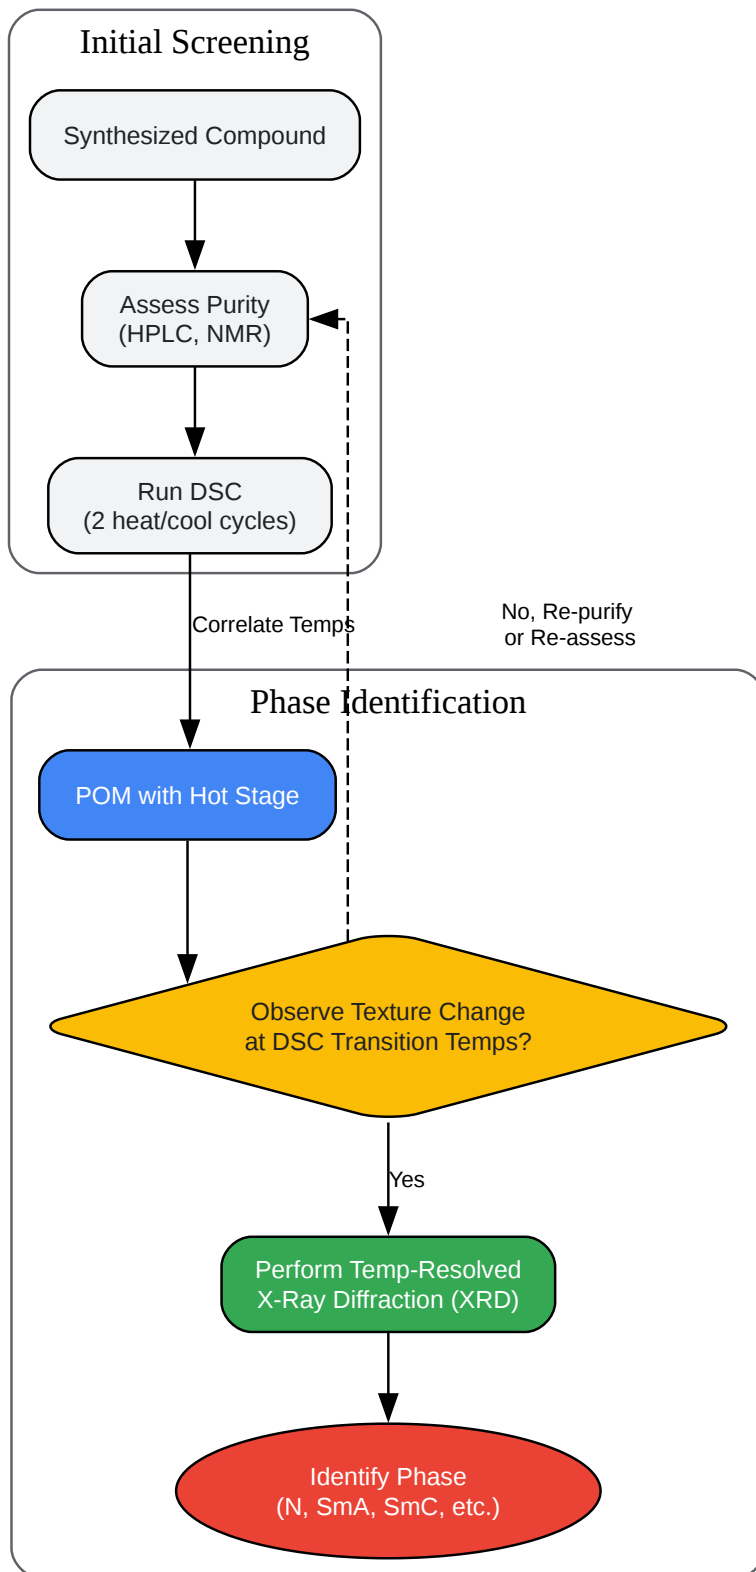 Initial Screening
Synthesized Compound
Assess Purity
(HPLC, NMR)
Run DSC
(2 heat/cool cycles)
Correlate Temps
No, Re-purify
or Re-assess
Phase Identification
POM with Hot Stage
Observe Texture Change
at DSC Transition Temps?
Yes
Perform Temp-Resolved
X-Ray Diffraction (XRD)
Identify Phase
(N, SmA, SmC, etc.)